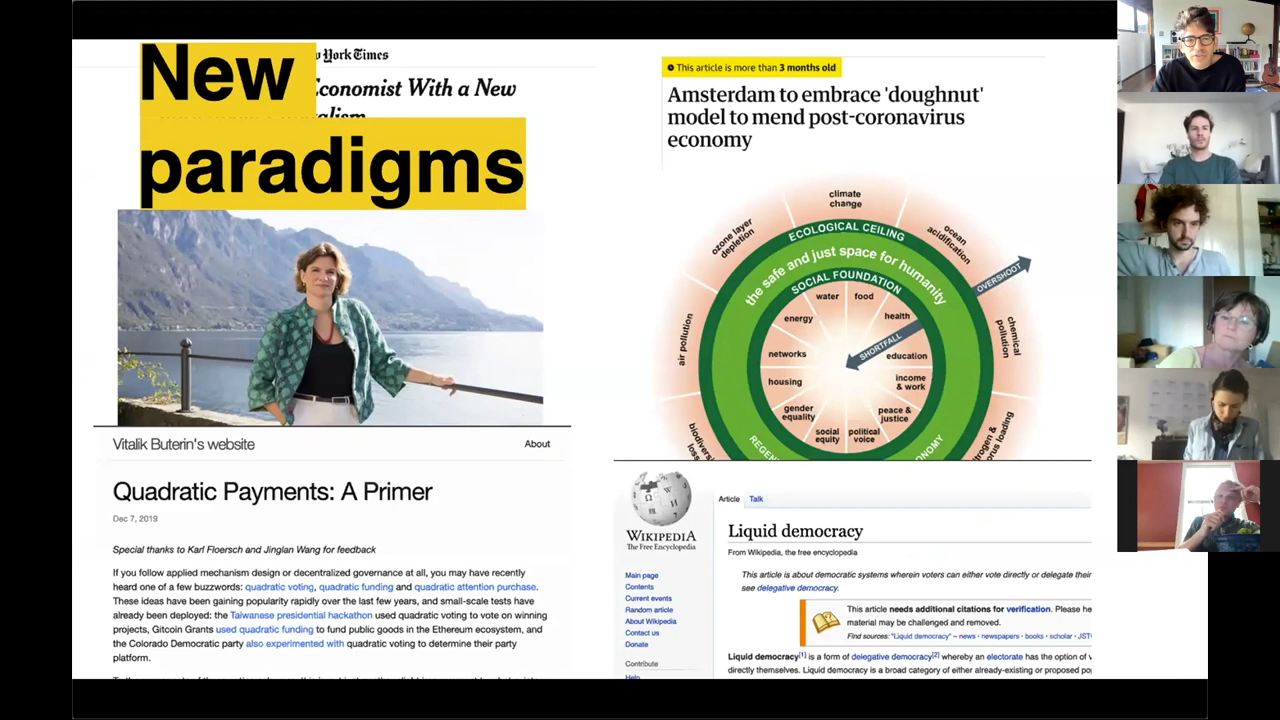 New
paradigms
York Times
Economist With a New
This article is more than 3 months old
Amsterdam to embrace 'doughnut'
model to mend post-coronavirus
economy
climate
change
ozone layer
depletion
ocean
acidification
ECOLOGICAL CEILING
the safe and just space for humanity
SOCIAL FOUNDATION
OVERSHOOT
water
food
energy
health
SHORTFALL
air pollution
chemical
pollution
networks
education
housing
income
& work
gender
equality
peace &
justice
social
equity
political
voice
Vitalik Buterin's website
About
Quadratic Payments: A Primer
Dec 7, 2019
Special thanks to Karl Floersch and Jinglan Wang for feedback
If you follow applied mechanism design or decentralized governance at all, you may have recently
heard one of a few buzzwords: quadratic voting, quadratic funding and quadratic attention purchase.
These ideas have been gaining popularity rapidly over the last few years, and small-scale tests have
already been deployed: the Taiwanese presidential hackathon used quadratic voting to vote on winning
projects, Gitcoin Grants used quadratic funding to fund public goods in the Ethereum ecosystem, and
the Colorado Democratic party also experimented with quadratic voting to determine their party
platform.
WIKIPEDIA
The Free Encyclopedia
Main page
Contents
Current events
Random article
About Wikipedia
Contact us
Donate
Contribute
Help
Article Talk
Liquid democracy
From Wikipedia, the free encyclopedia
This article is about democratic systems wherein voters can either vote directly or delegate their
see delegative democracy.
This article needs additional citations for verification. Please he
material may be challenged and removed.
Find sources: "Liquid democracy" – news · newspapers · books · scholar · JST
Liquid democracy[1] is a form of delegative democracy[2] whereby an electorate has the option of v
directly themselves. Liquid democracy is a broad category of either already-existing or proposed po